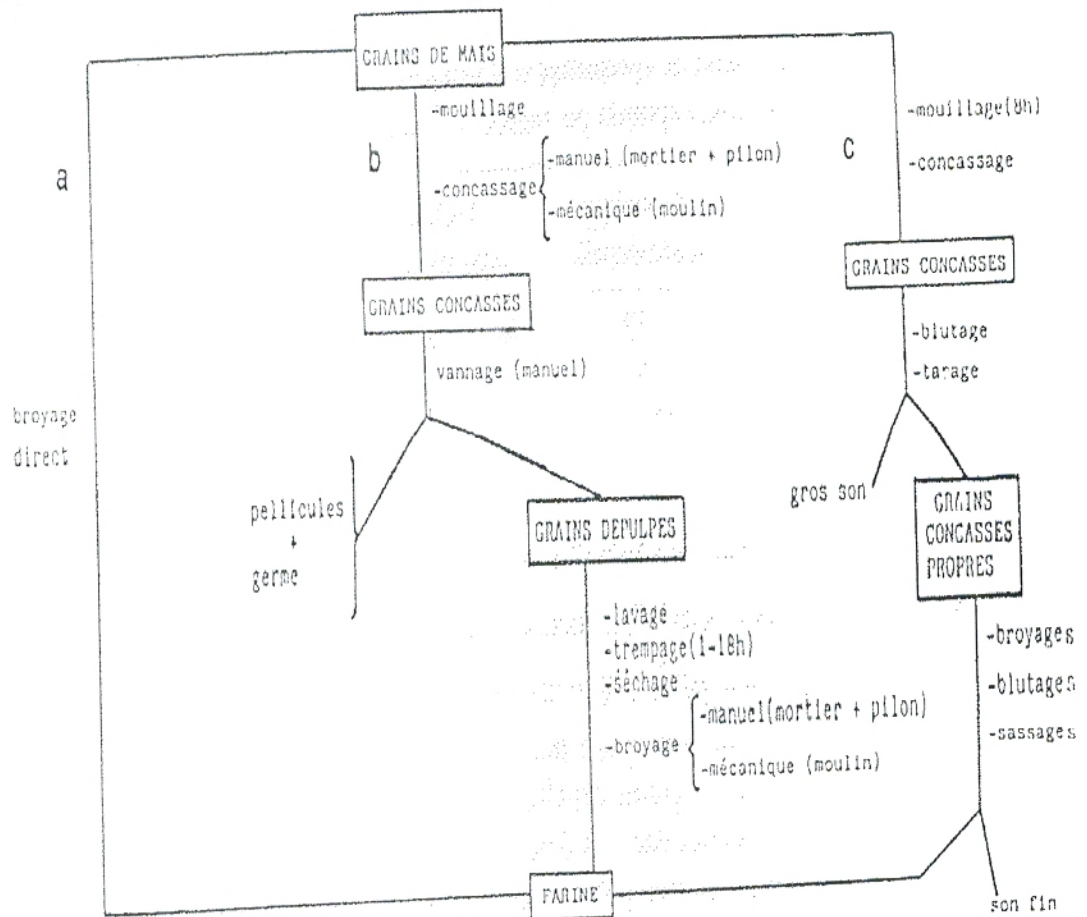 GRAINS DE MAIS
a
broyage
direct
b
-mouillage
-concassage
-manuel (mortier + pilon)
-mécanique (moulin)
GRAINS CONCASSES
vannage (manuel)
pellicules
+
germe
GRAINS DEPULPES
-lavage
-trempage(1-18h)
-séchage
-broyage
-manuel(mortier + pilon)
-mécanique (moulin)
c
-mouillage(8h)
-concassage
GRAINS CONCASSES
-blutage
-tarage
gros son
GRAINS
CONCASSES
PROPRES
-broyages
-blutages
-sassages
son fin
FARINE